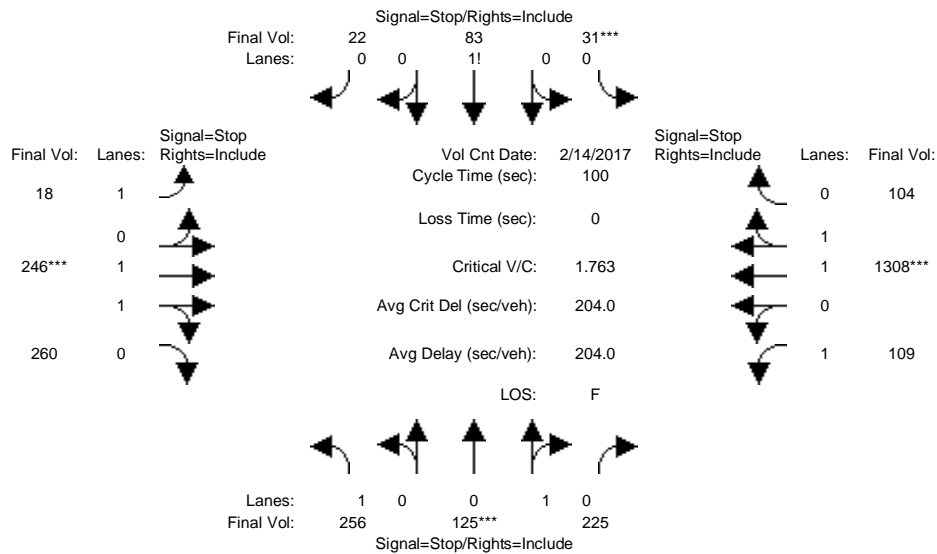 Signal=Stop/Rights=Include
Final Vol: 22 83 31***
Lanes: 0 0 1! 0 0
Signal=Stop Signal=Stop
Final Vol: Lanes: Rights=Include Vol Cnt Date: 2/14/2017 Rights=Include Lanes: Final Vol:
Cycle Time (sec): 100
18 1 0 104
Loss Time (sec): 0
0 1
246*** 1 Critical V/C: 1.763 1 1308***
1 Avg Crit Del (sec/veh): 204.0 0
260 0 Avg Delay (sec/veh): 204.0 1 109
LOS: F
Lanes: 1 0 0 1 0
Final Vol: 256 125*** 225
Signal=Stop/Rights=Include